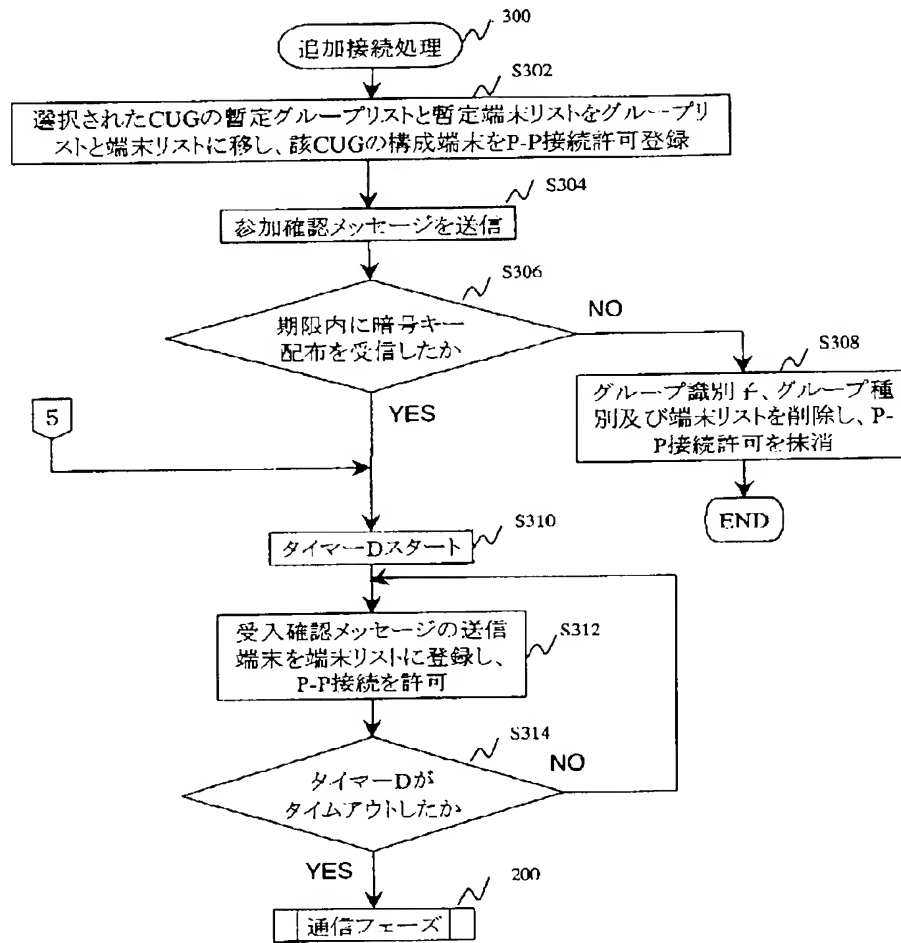 300
追加接続処理
S302
選択されたCUGの暫定グループリストと暫定端末リストをグループリ
ストと端末リストに移し、該CUGの構成端末をP-P接続許可登録
S304
参加確認メッセージを送信
S306
期限内に暗号キー
配布を受信したか
NO
YES
S308
グループ識別子、グループ種
別及び端末リストを削除し、P-
P接続許可を抹消
END
5
S310
タイマーDスタート
受入確認メッセージの送信
端末を端末リストに登録し、
P-P接続を許可
S312
S314
タイマーDが
タイムアウトしたか
NO
YES
200
通信フェーズ